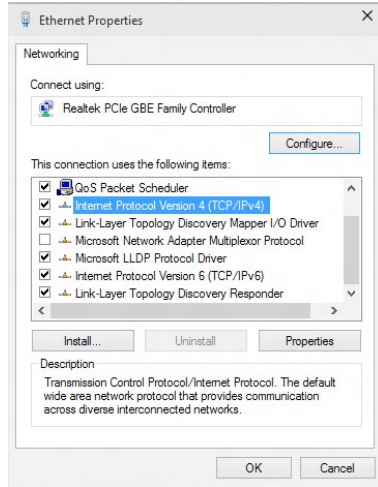 Ethernet Properties
Networking
Connect using:
Realtek PCIe GBE Family Controller
Configure...
This connection uses the following items:
QoS Packet Scheduler
Internet Protocol Version 4 (TCP/IPv4)
Link-Layer Topology Discovery Mapper I/O Driver
Microsoft Network Adapter Multiplexor Protocol
Microsoft LLDP Protocol Driver
Internet Protocol Version 6 (TCP/IPv6)
Link-Layer Topology Discovery Responder
Install... Uninstall Properties
Description
Transmission Control Protocol/Internet Protocol. The default
wide area network protocol that provides communication
across diverse interconnected networks.
OK Cancel